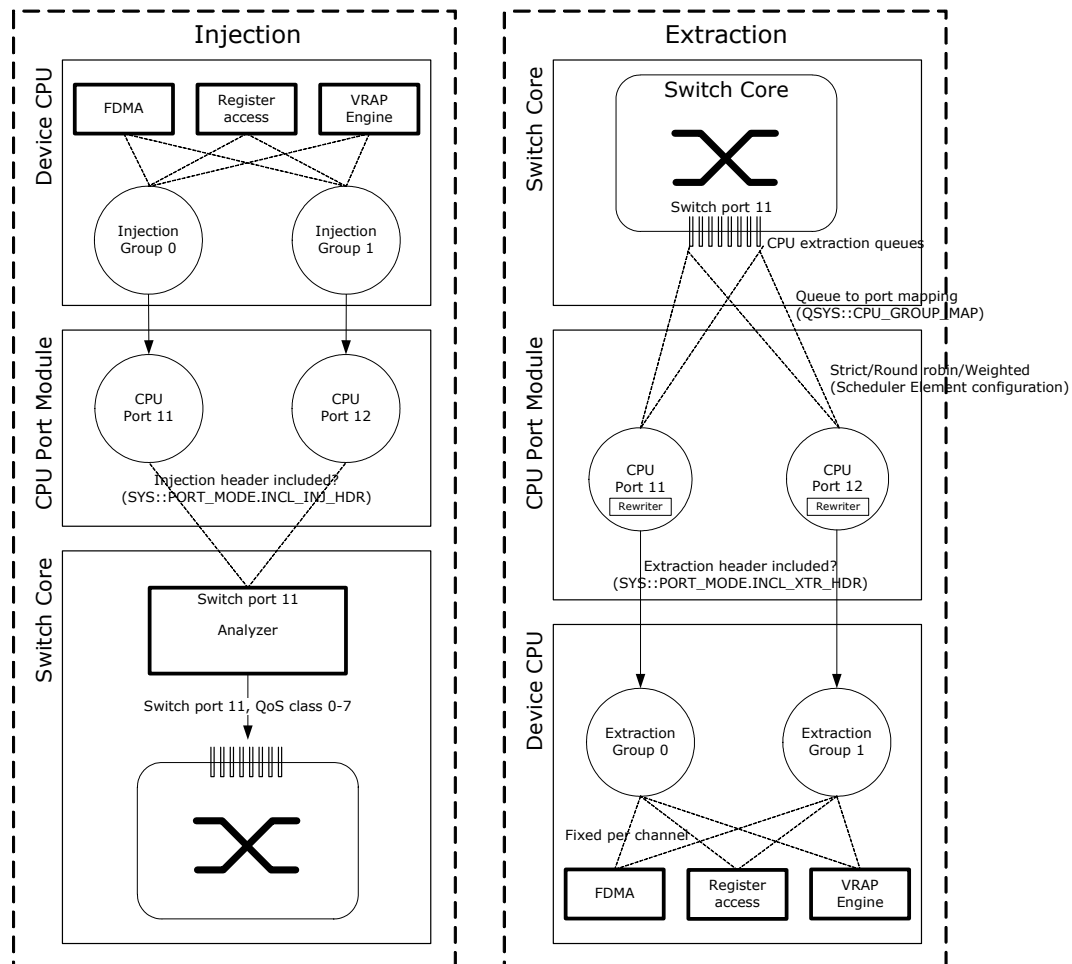 Injection
Device CPU
FDMA
Register
access
VRAP
Engine
Injection
Group 0
Injection
Group 1
CPU Port Module
CPU
Port 11
CPU
Port 12
Injection header included?
(SYS::PORT_MODE.INCL_INJ_HDR)
Switch Core
Switch port 11
Analyzer
Switch port 11, QoS class 0-7
Extraction
Switch Core
Switch Core
Switch port 11
CPU extraction queues
Queue to port mapping
(QSYS::CPU_GROUP_MAP)
CPU Port Module
Strict/Round robin/Weighted
(Scheduler Element configuration)
CPU
Port 11
Rewriter
CPU
Port 12
Rewriter
Extraction header included?
(SYS::PORT_MODE.INCL_XTR_HDR)
Device CPU
Extraction
Group 0
Extraction
Group 1
Fixed per channel
FDMA
Register
access
VRAP
Engine